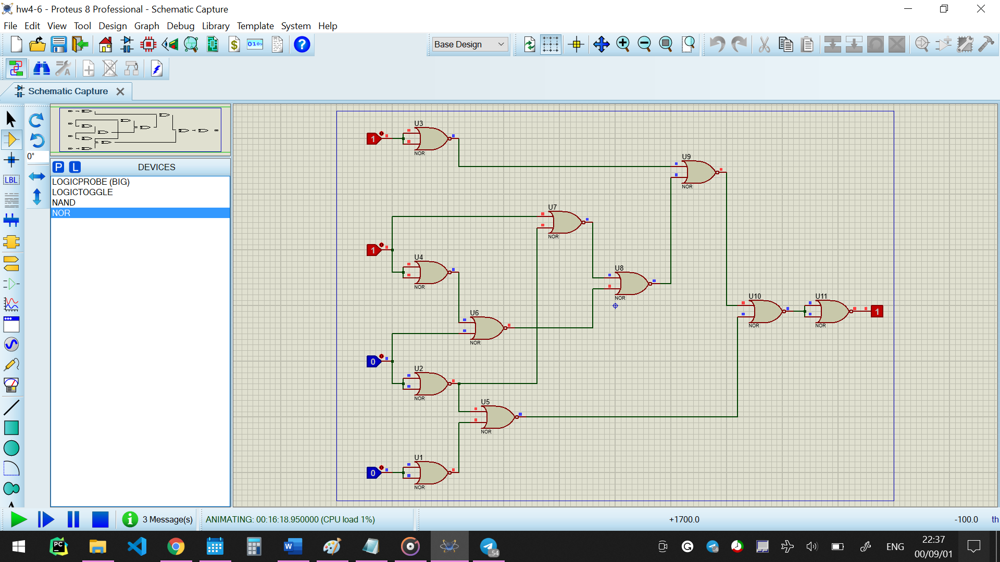 hw4-6 - Proteus 8 Professional - Schematic Capture
File Edit View Tool Design Graph Debug Library Template System Help
$ 0101 ? Base Design
A
Schematic Capture
0°
P L DEVICES
LOGICPROBE (BIG)
LOGICTOGGLE
NAND
NOR
LBL
U3
1
NOR
U9
NOR
U7
NOR
1
U4
NOR
U8
NOR
U10
NOR
U11
NOR
1
U6
NOR
0
U2
NOR
U5
NOR
U1
0
NOR
A
i 3 Message(s) ANIMATING: 00:16:18.950000 (CPU load 1%) +1700.0 -100.0 th
PC W 54 G 4 ENG 22:37
00/09/01